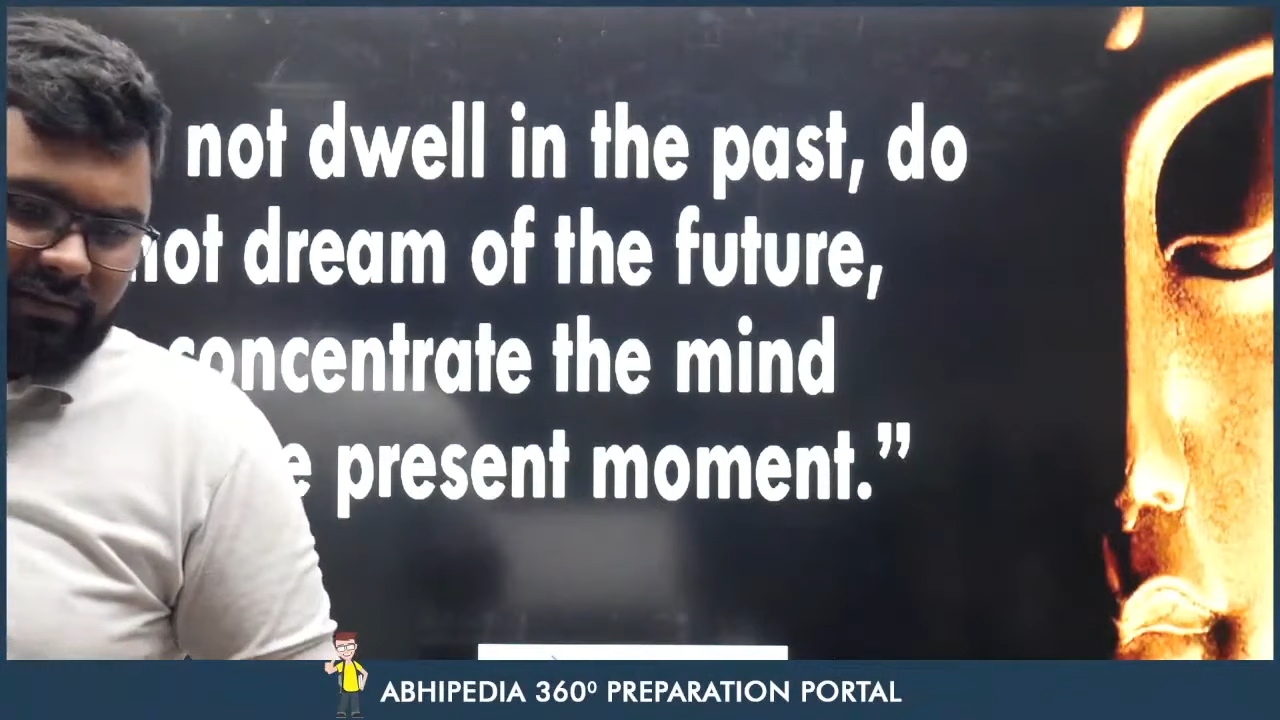 not dwell in the past, do
not dream of the future,
concentrate the mind
present moment.”
ABHIPEDIA 360º PREPARATION PORTAL